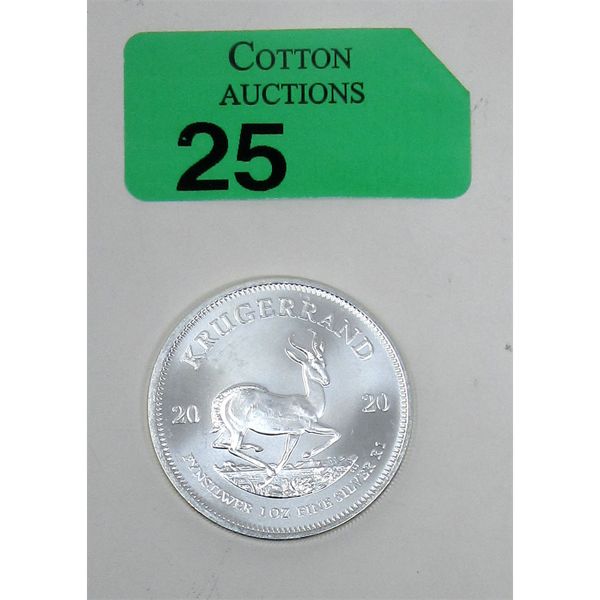 COTTON
AUCTIONS
25
KRUGERRAND
20 20
FYNSILWER 1 OZ FINE SILVER R1